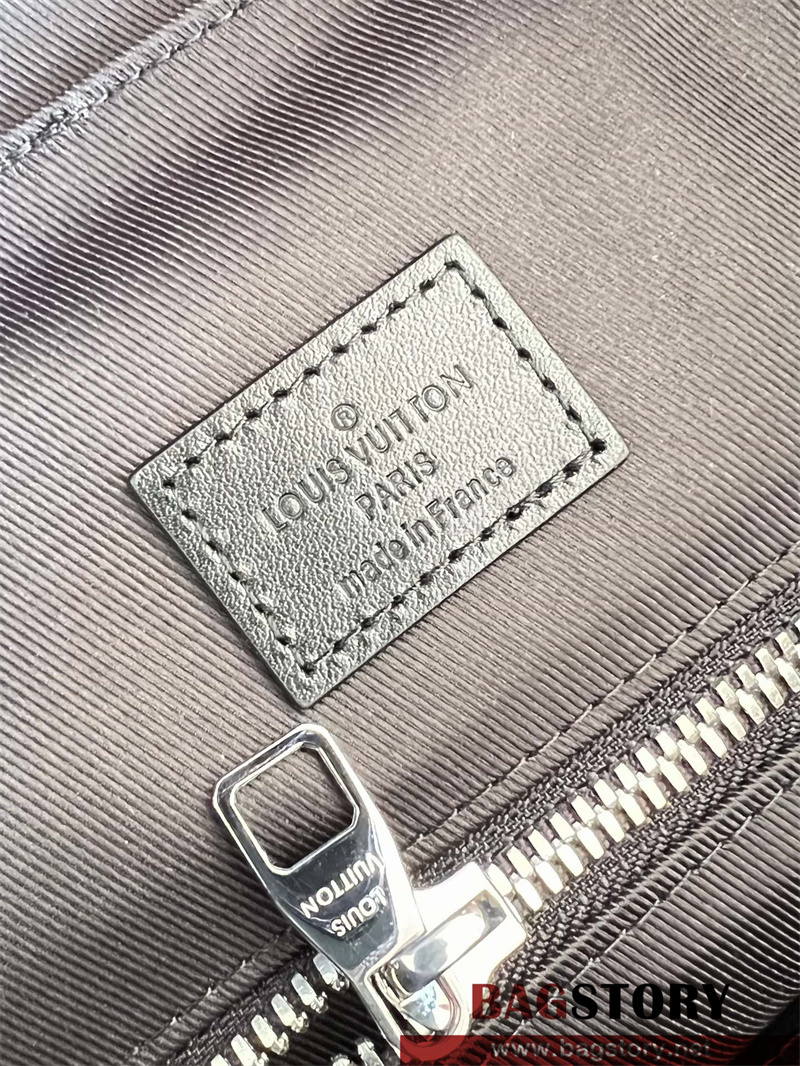 ®
LOUIS VUITTON
PARIS
made in France
LOUIS
VUITTON
BAGSTORY
www.bagstory.net